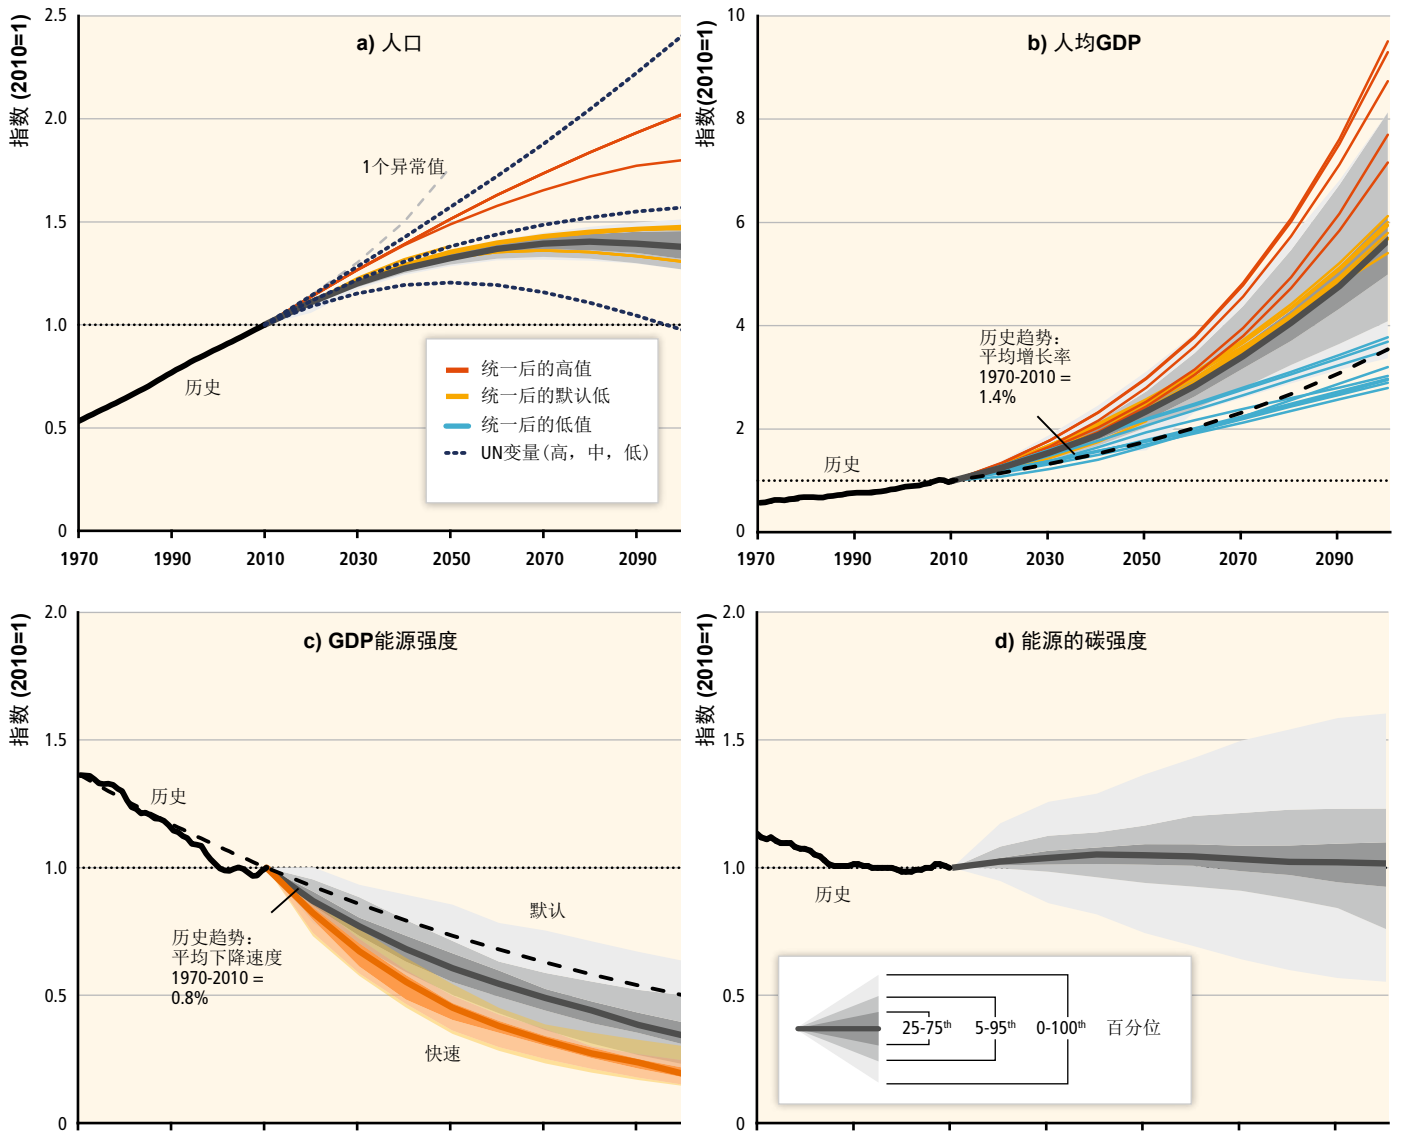 a) 人口
指数 (2010=1)
2.5
2.0
1.5
1.0
0.5
0
1个异常值
历史
统一后的高值
统一后的默认低
统一后的低值
UN变量(高，中，低)
1970
1990
2010
2030
2050
2070
2090
b) 人均GDP
指数(2010=1)
10
8
6
4
2
0
历史趋势：
平均增长率
1970-2010 =
1.4%
历史
1970
1990
2010
2030
2050
2070
2090
c) GDP能源强度
指数 (2010=1)
2.0
1.5
1.0
0.5
0
历史
默认
历史趋势：
平均下降速度
1970-2010 =
0.8%
快速
d) 能源的碳强度
指数 (2010=1)
2.0
1.5
1.0
0.5
0
历史
25-75th 5-95th 0-100th 百分位